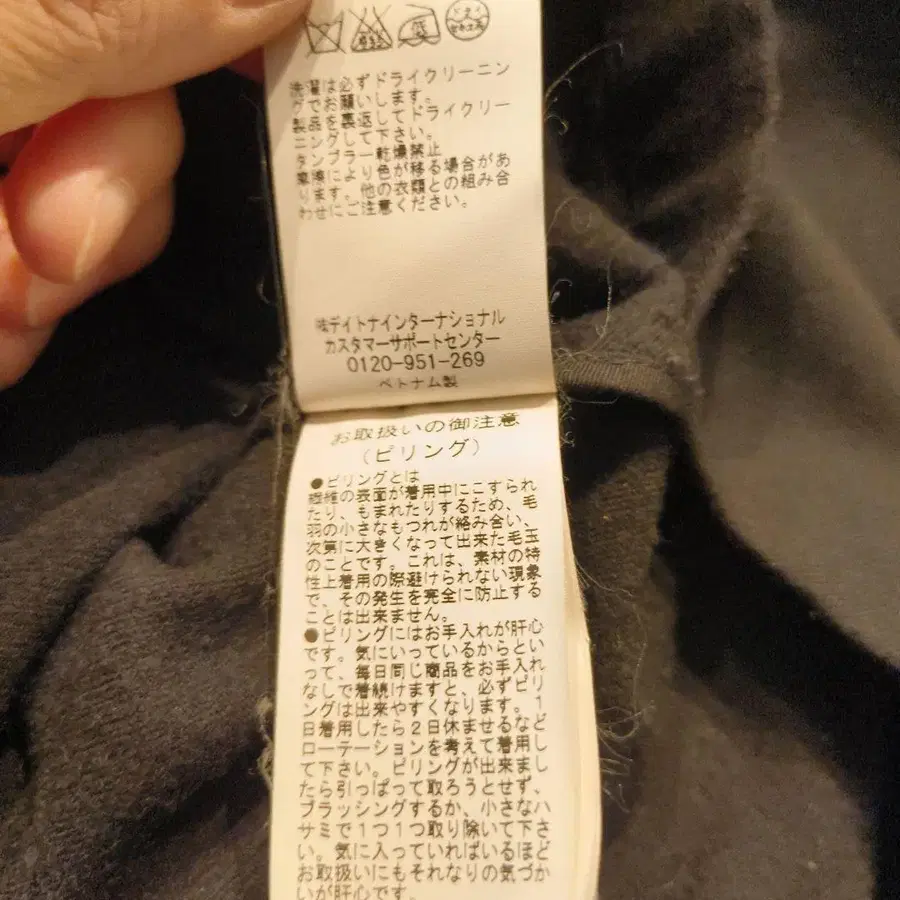 洗濯は必ずドライクリーニン
グでお願いします。
製品を裏返してドライクリー
ニングして下さい。
タンブラー乾燥禁止
摩擦により色が移る場合があ
ります。他の衣類との組み合
わせにご注意ください。
㈱デイトナインターナショナル
カスタマーサポートセンター
0120-951-269
ベトナム製
お取扱いの御注意
(ピリング)
●ピリングとは
繊維の表面が着用中にこすられ
たり、もまれたりするため、毛
羽の小さなもつれが絡み合い、
次第に大きくなって出来た毛玉
のことです。これは、素材の特
性上着用の際避けられない現象
で、その発生を完全に防止する
ことは出来ません。
●ピリングにはお手入れが肝心
です。気にいっているからとい
って、毎日同じ商品をお手入れ
なしで着続けますと、必ずピリ
ングは出来やすくなります。1
日着用したら2日休ませるなど
ローテーションを考えて着用し
て下さい。ピリングが出来まし
たら引っぱって取ろうとせず、
ブラッシングするか、小さなハ
サミで1つ1つ取り除いて下さ
い。気に入っていればいるほど
お取扱いにもそれなりの気づか
いが肝心です。